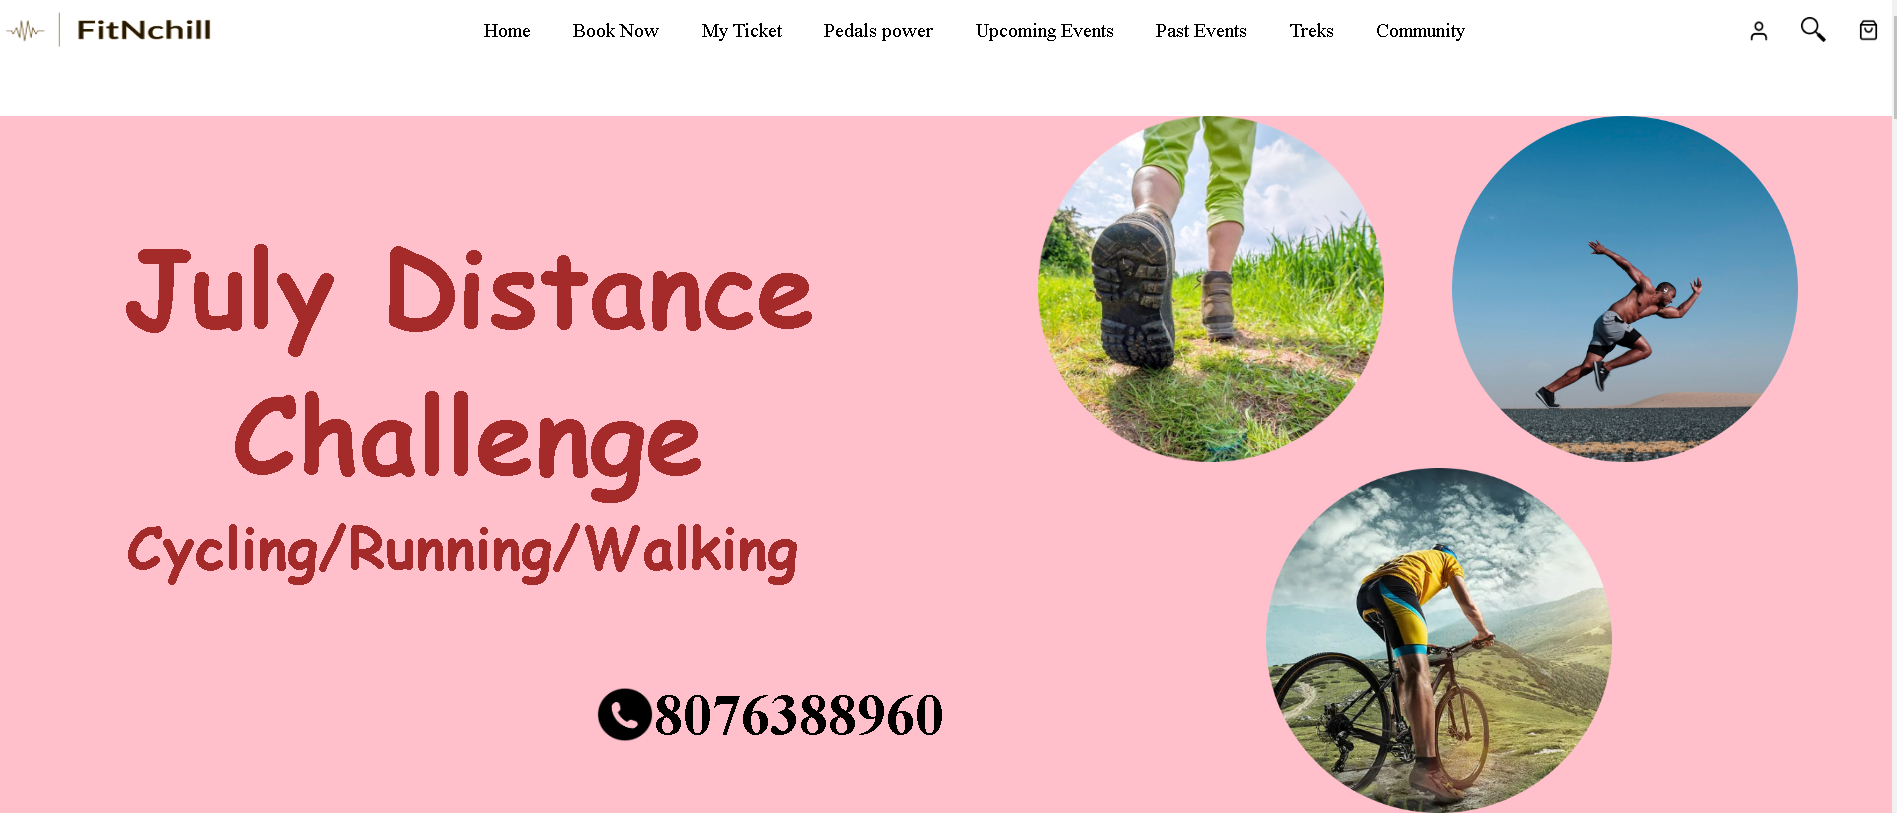 FitNchill
Home Book Now My Ticket Pedals power Upcoming Events Past Events Treks Community
July Distance
Challenge
Cycling/Running/Walking
8076388960